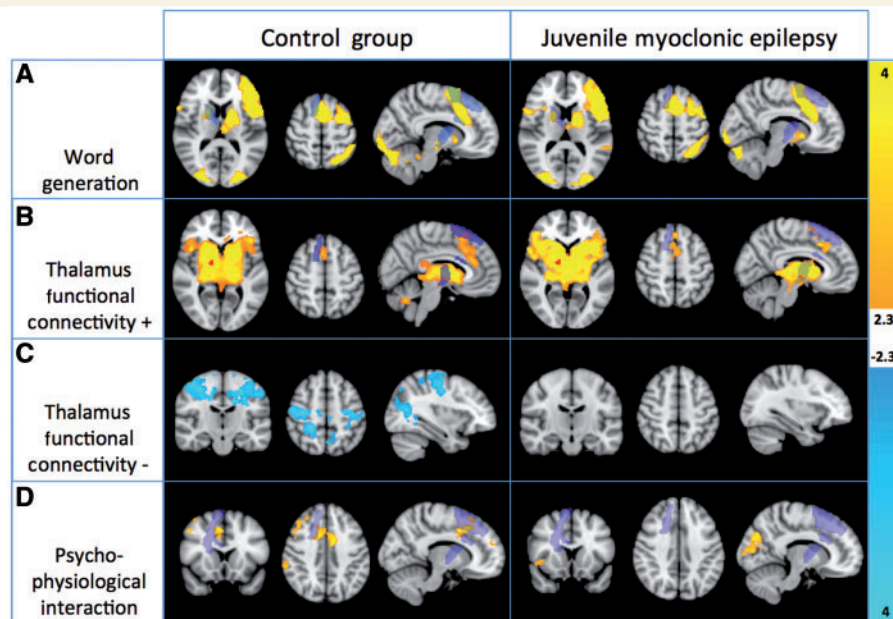 Control group
Juvenile myoclonic epilepsy
A
Word
generation
B
Thalamus
functional
connectivity +
C
Thalamus
functional
connectivity -
D
Psycho-
physiological
interaction
4
2.3
-2.3
4